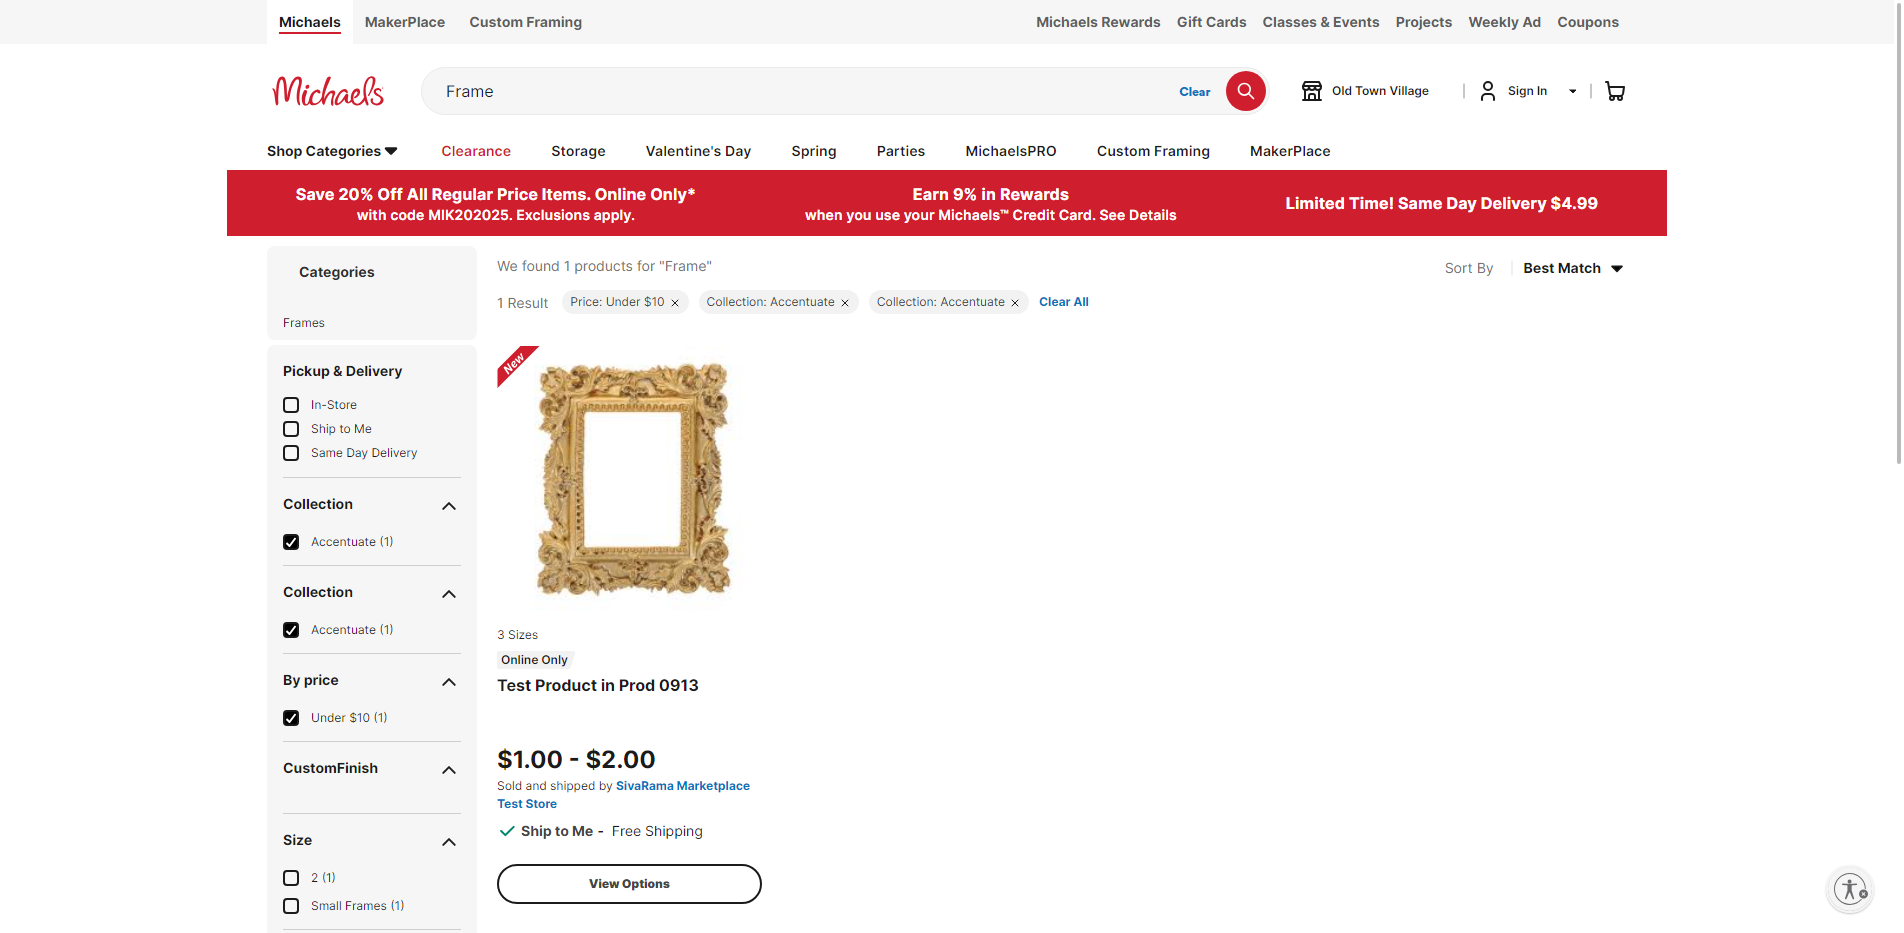 Michaels
MakerPlace
Custom Framing
Michaels Rewards
Gift Cards
Classes & Events
Projects
Weekly Ad
Coupons
Michaels
Frame
Clear
Old Town Village
Sign In
Shop Categories
Clearance
Storage
Valentine's Day
Spring
Parties
MichaelsPRO
Custom Framing
MakerPlace
Save 20% Off All Regular Price Items. Online Only*
with code MIK202025. Exclusions apply.
Earn 9% in Rewards
when you use your Michaels™ Credit Card. See Details
Limited Time! Same Day Delivery $4.99
Categories
Frames
Pickup & Delivery
In-Store
Ship to Me
Same Day Delivery
Collection
Accentuate (1)
Collection
Accentuate (1)
By price
Under $10 (1)
CustomFinish
Size
2 (1)
Small Frames (1)
We found 1 products for "Frame"
Sort By
Best Match
1 Result
Price: Under $10
Collection: Accentuate
Collection: Accentuate
Clear All
New
3 Sizes
Online Only
Test Product in Prod 0913
$1.00 - $2.00
Sold and shipped by SivaRama Marketplace
Test Store
Ship to Me - Free Shipping
View Options